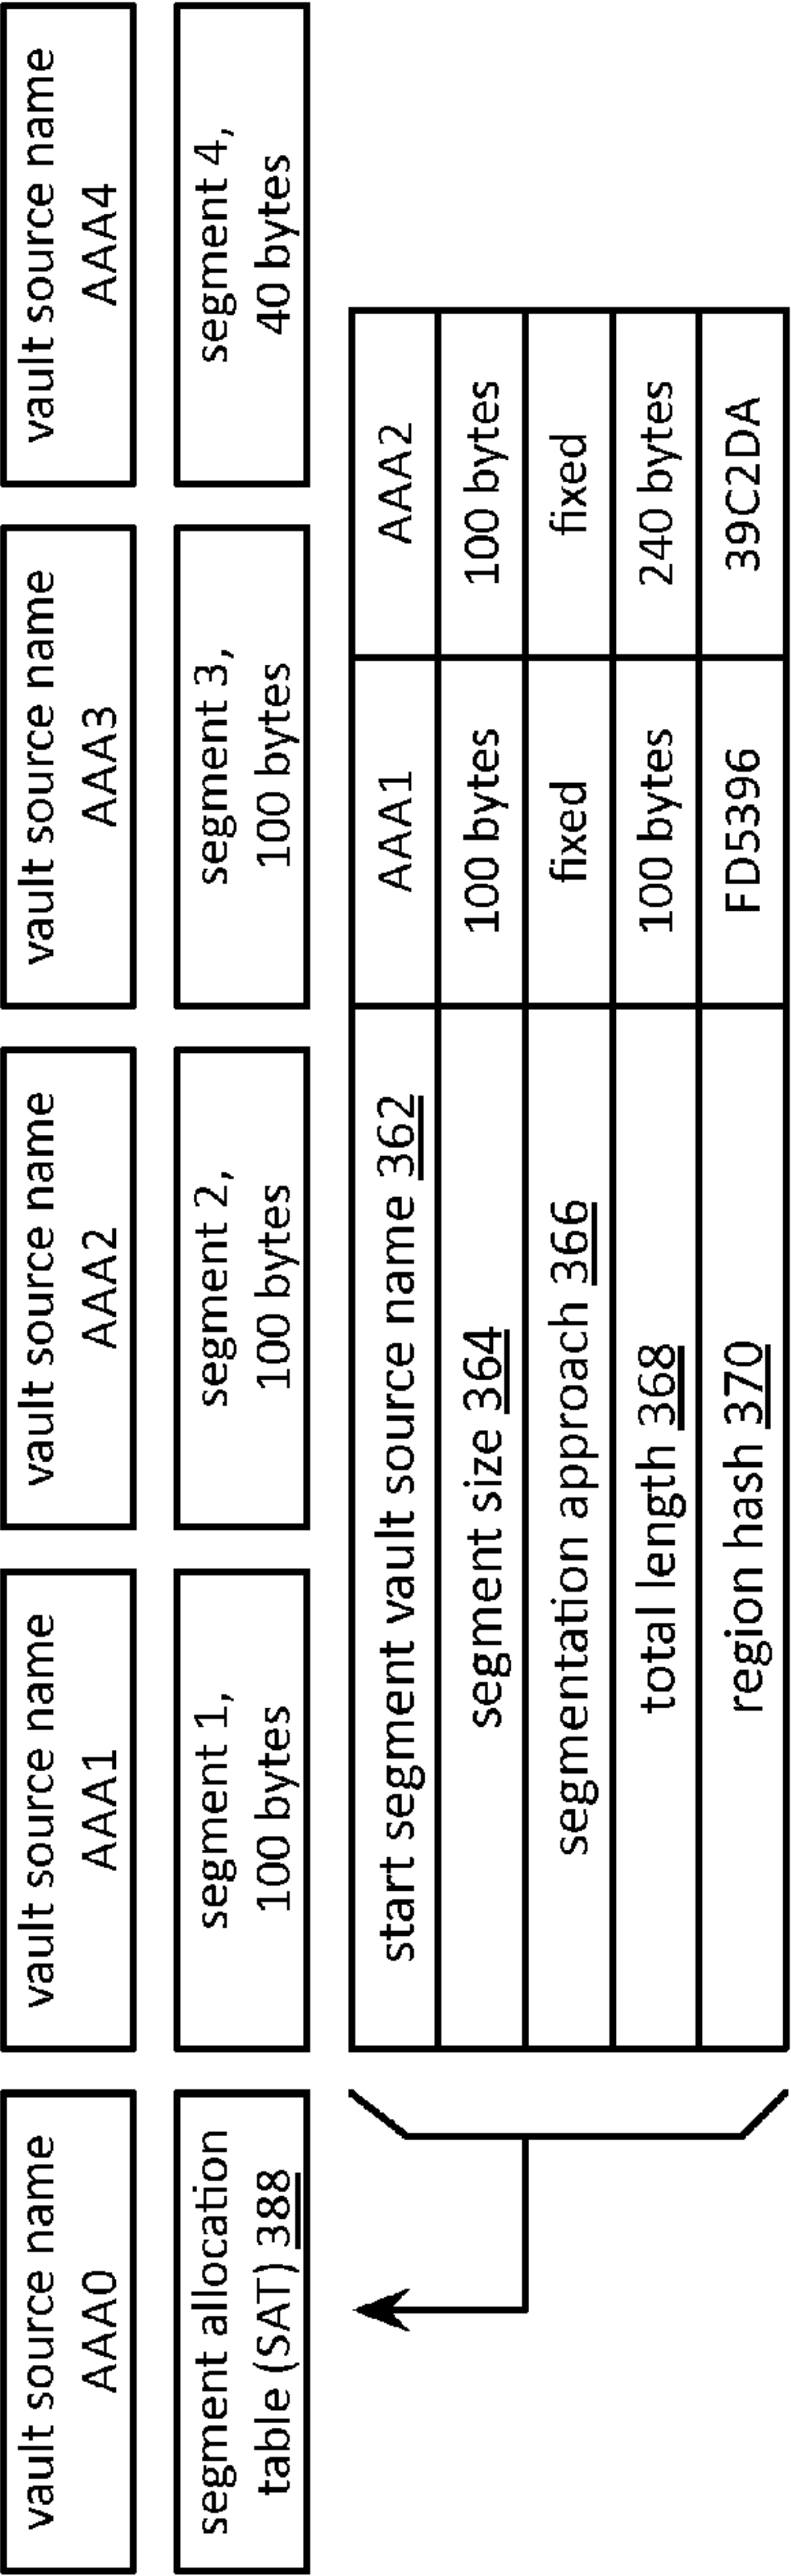 vault source name
AAA0
vault source name
AAA1
vault source name
AAA2
vault source name
AAA3
vault source name
AAA4
segment allocation
table (SAT) 388
segment 1,
100 bytes
segment 2,
100 bytes
segment 3,
100 bytes
segment 4,
40 bytes
start segment vault source name 362
AAA1
AAA2
segment size 364
100 bytes
100 bytes
segmentation approach 366
fixed
fixed
total length 368
100 bytes
240 bytes
region hash 370
FD5396
39C2DA